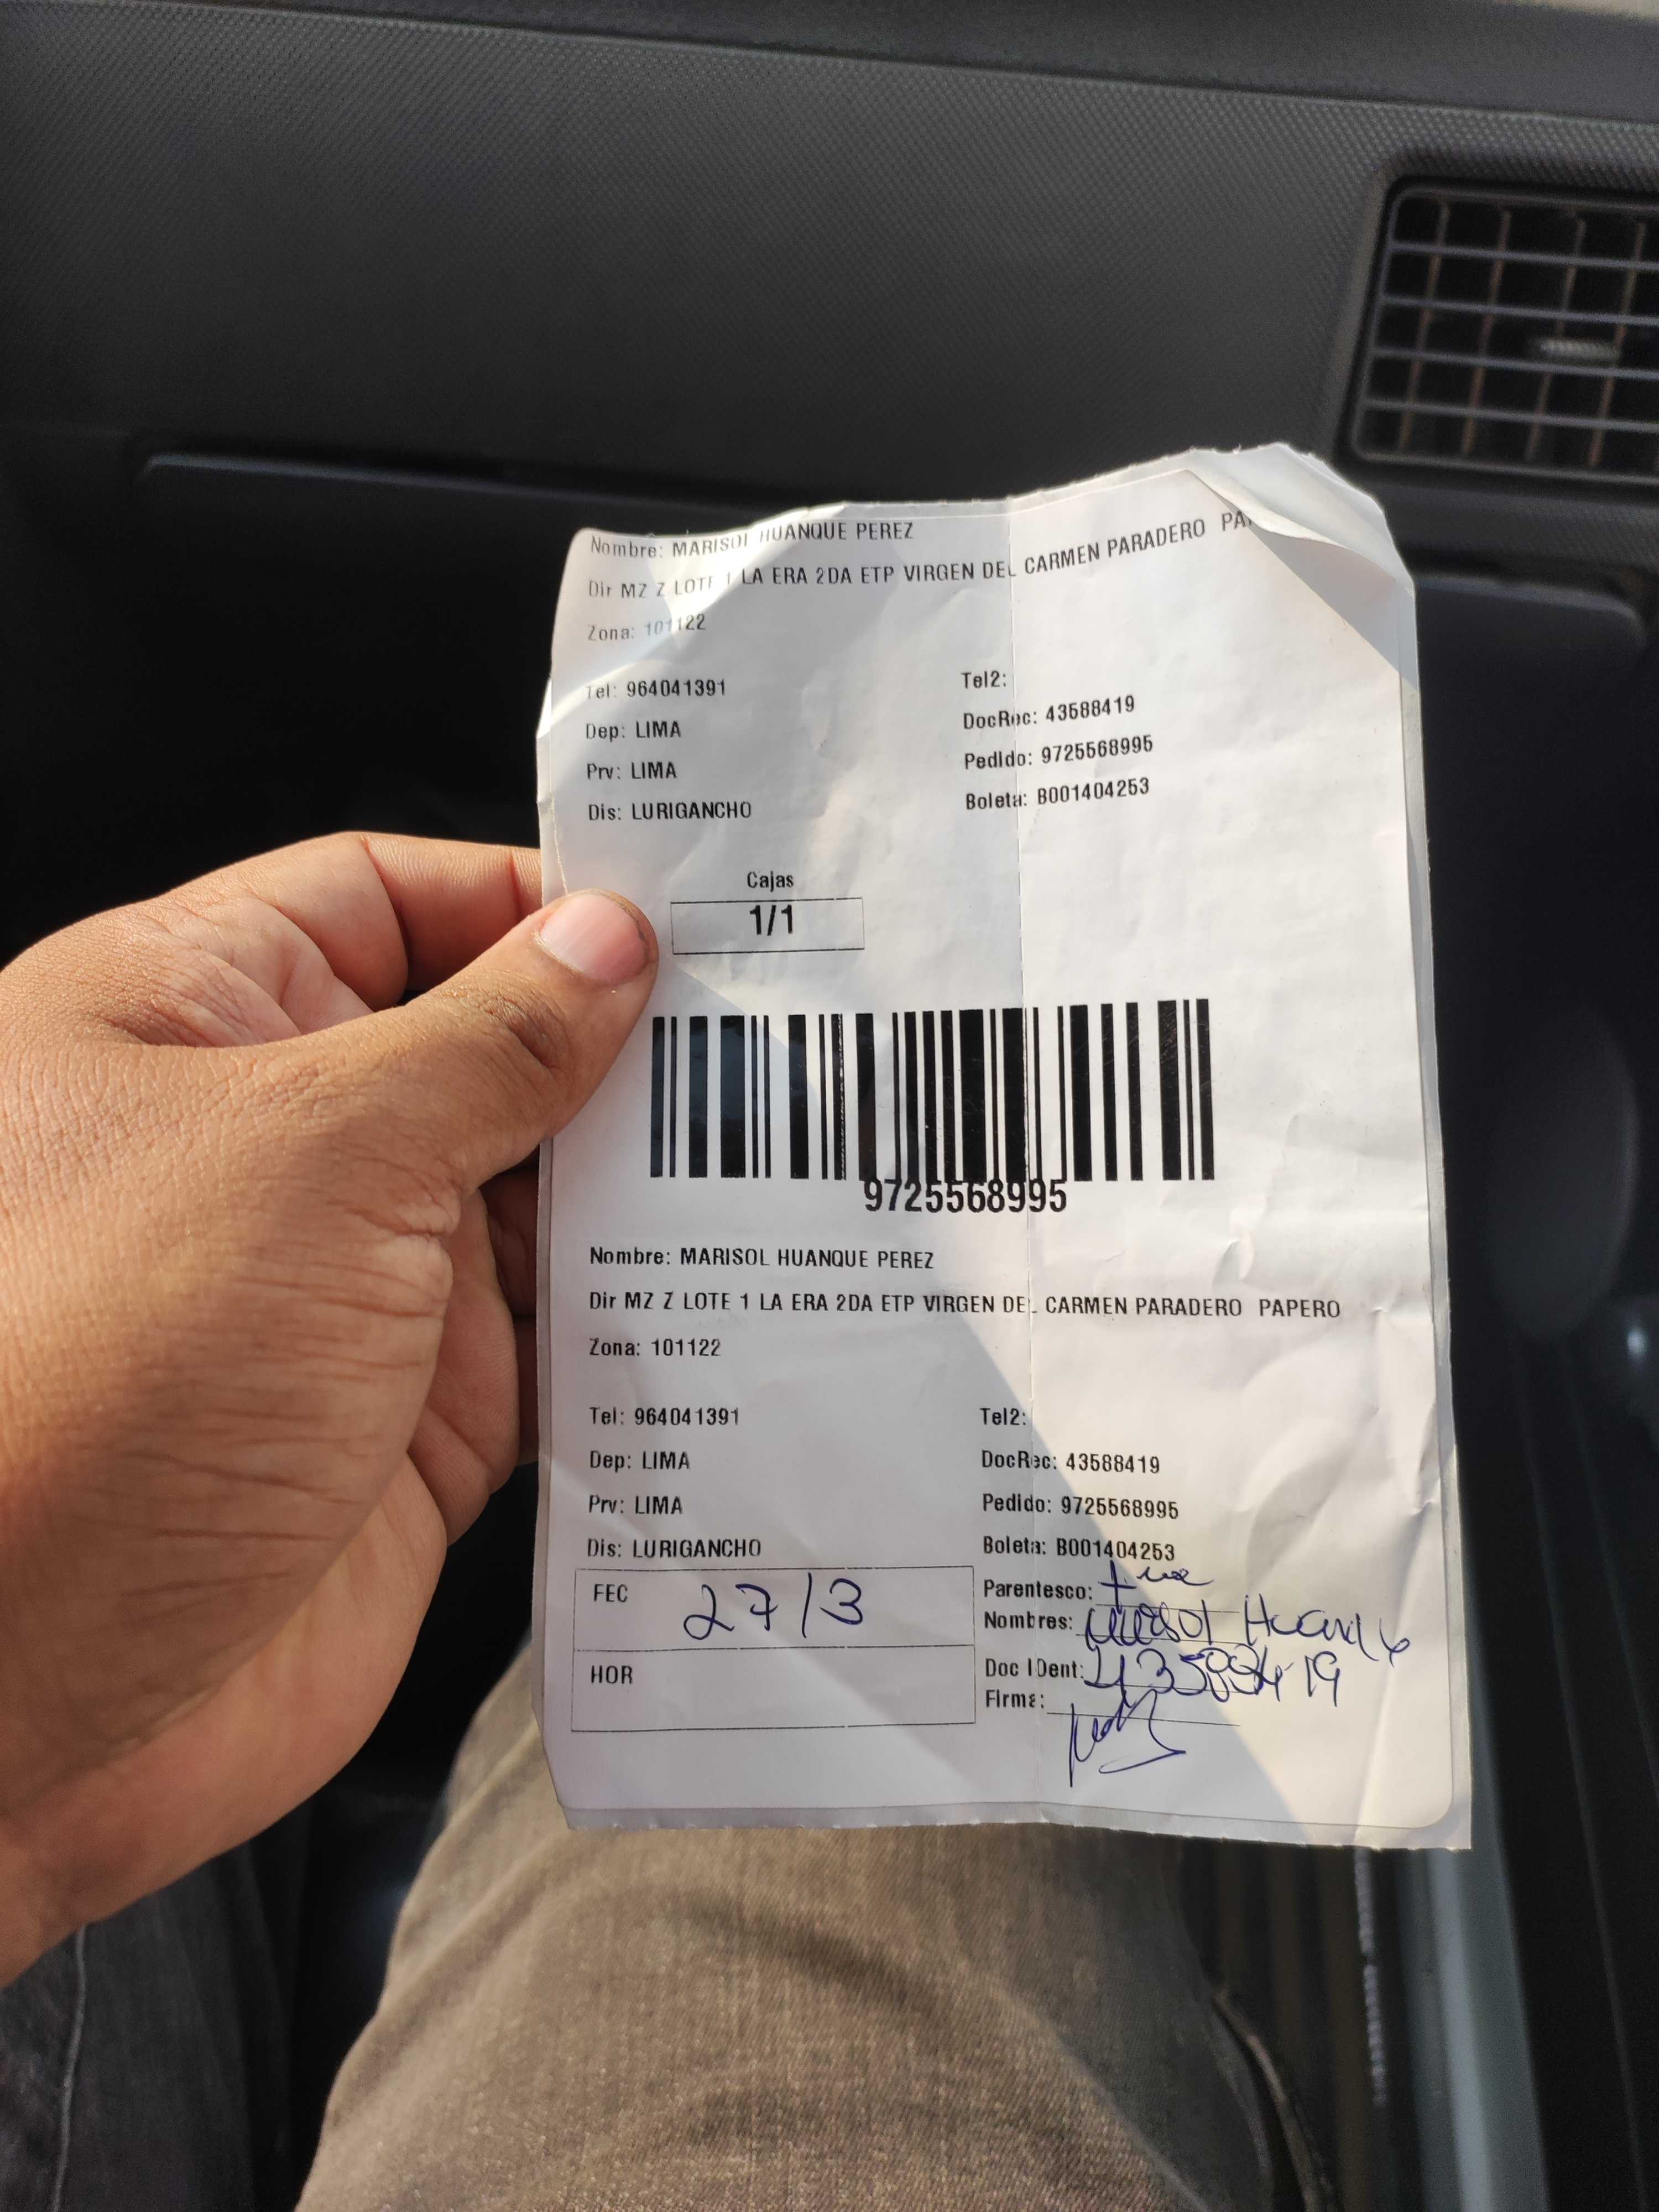 Nombre: MARISOL HUANQUE PEREZ
Dir MZ Z LOTE 1 LA ERA 2DA ETP VIRGEN DEL CARMEN PARADERO
Zona: 101122
Tel: 964041391 Tel2:
Dep: LIMA DocRec: 43588419
Prv: LIMA Pedido: 9725568995
Dis: LURIGANCHO Boleta: B001404253
Cajas
1/1
9725568995
Nombre: MARISOL HUANQUE PEREZ
Dir MZ Z LOTE 1 LA ERA 2DA ETP VIRGEN DEL CARMEN PARADERO PAPERO
Zona: 101122
Tel: 964041391 Tel2:
Dep: LIMA DocRec: 43588419
Prv: LIMA Pedido: 9725568995
Dis: LURIGANCHO Boleta: B001404253
FEC 27/3 Parentesco:
Nombres:
HOR Doc IDent:
Firma: